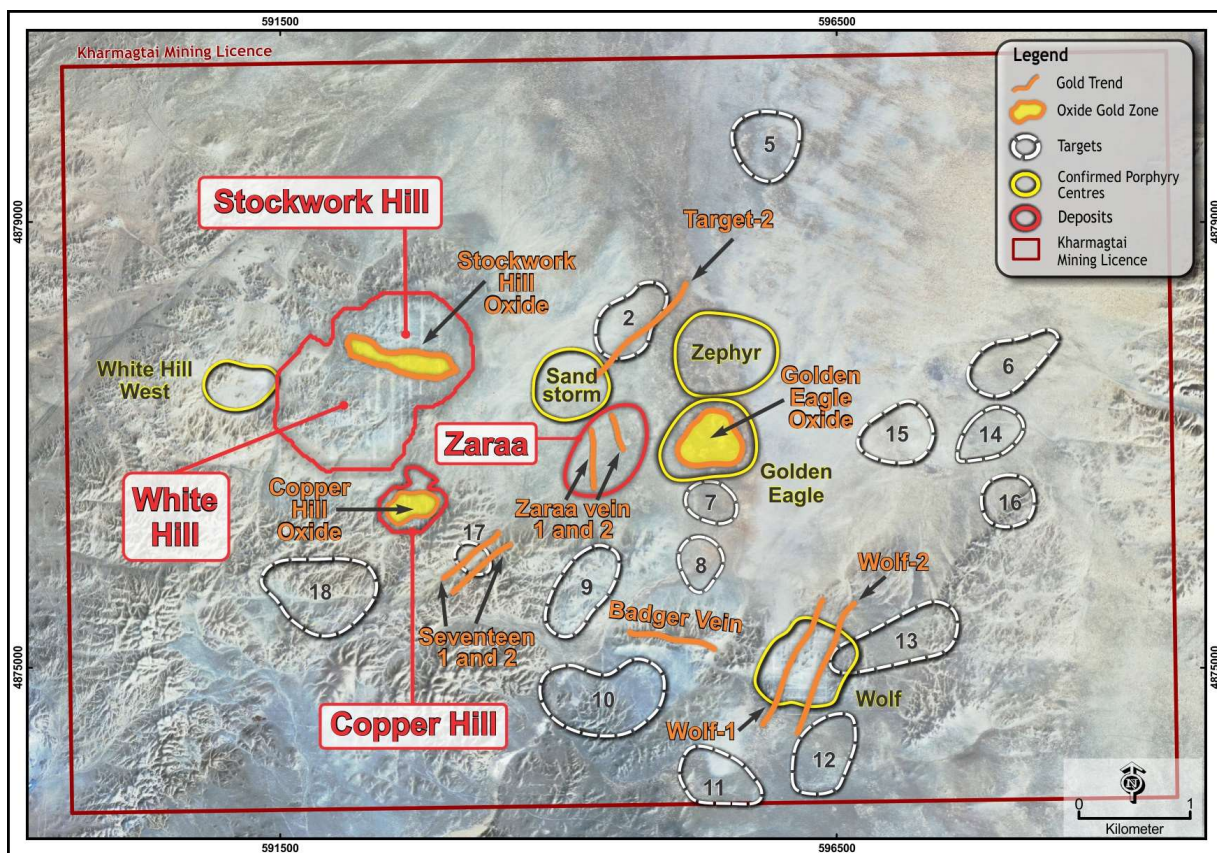 591500
596500
Kharmagtai Mining Licence
Legend
Gold Trend
Oxide Gold Zone
Targets
Confirmed Porphyry
Centres
Deposits
Kharmagtai
Mining Licence
5
4879000
4879000
Stockwork Hill
Target-2
Stockwork
Hill
Oxide
2
Zephyr
6
White Hill
West
Sand
storm
Golden
Eagle
Oxide
15
14
Zaraa
Golden
Eagle
White
Hill
Copper
Hill
Oxide
Zaraa vein
1 and 2
7
16
17
8
Wolf-2
18
9
Badger Vein
13
Seventeen
1 and 2
4875000
4875000
10
Wolf
Copper Hill
Wolf-1
12
11
N
0
1
Kilometer
591500
596500